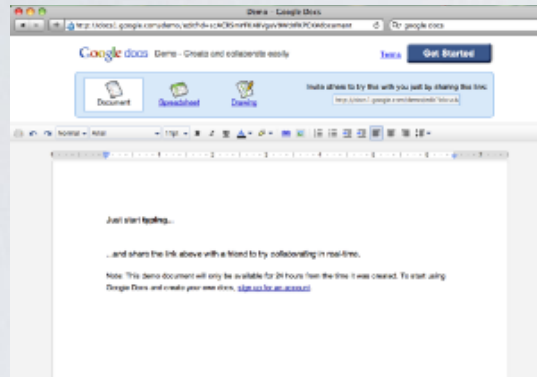 Demo - Google Docs
google docs
Google docs Demo - Create and collaborate easily
Terms
Get Started
Invite others to try this with you just by sharing this link:
Document
Spreadsheet
Drawing
Normal
Arial
11pt
Just start typing...
...and share the link above with a friend to try collaborating in real-time.
Note: This demo document will only be available for 24 hours from the time it was created. To start using
Google Docs and create your own docs, sign up for an account